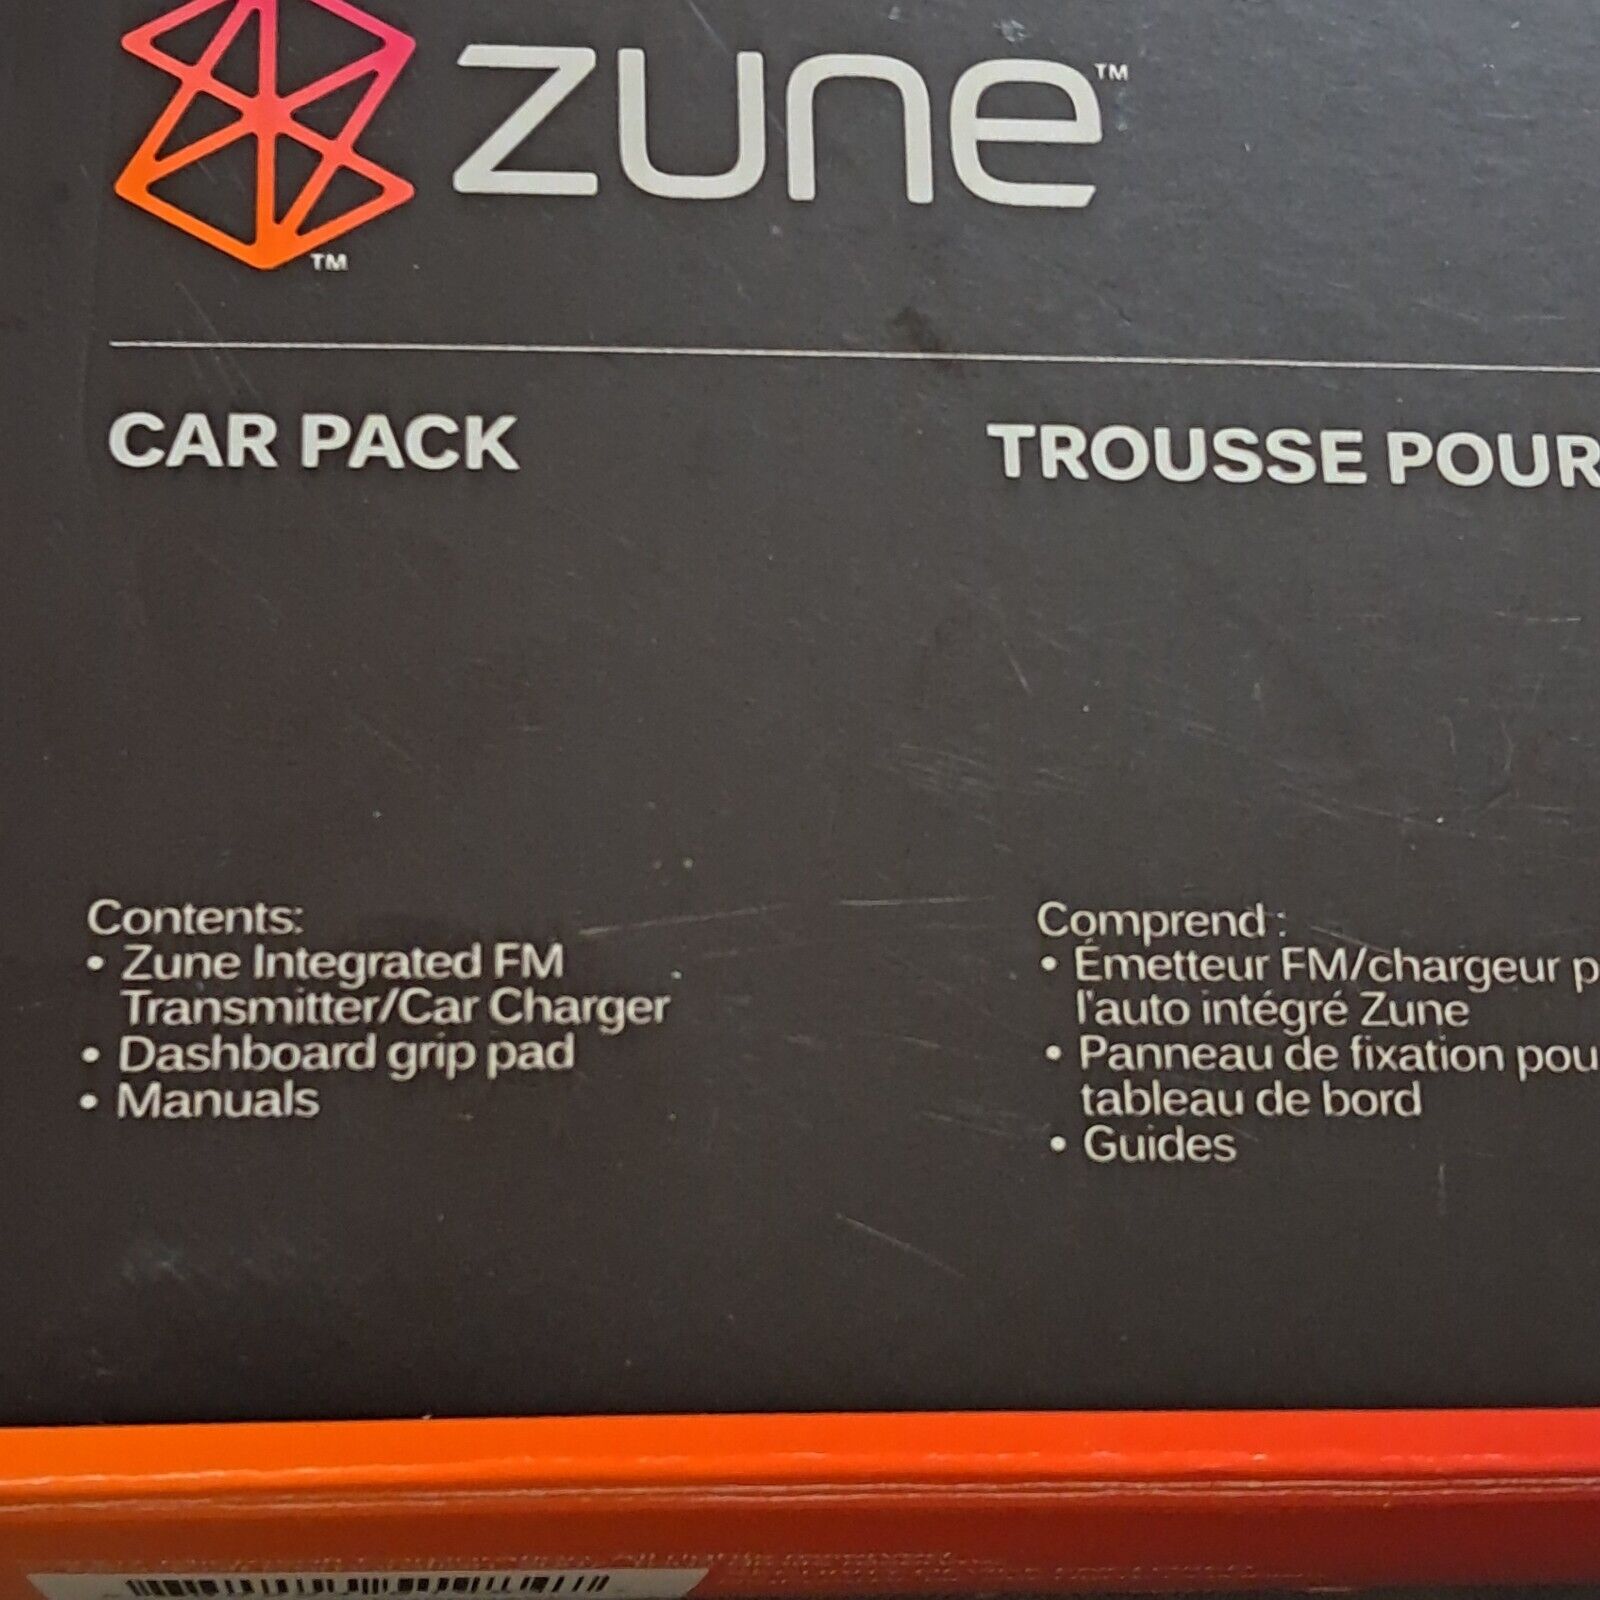 zune™
™
CAR PACK
TROUSSE POUR
Contents:
• Zune Integrated FM
Transmitter/Car Charger
• Dashboard grip pad
• Manuals
Comprend :
• Émetteur FM/chargeur p
l'auto intégré Zune
• Panneau de fixation pou
tableau de bord
• Guides